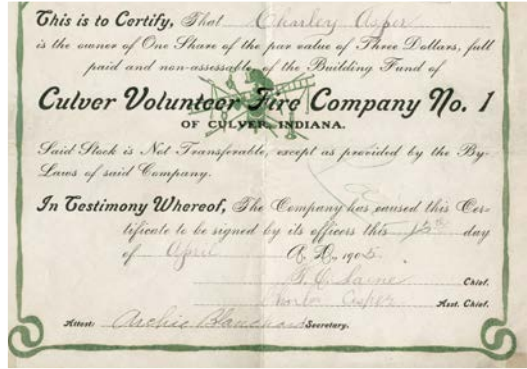 This is to Certify, That Charley Asper
is the owner of One Share of the par value of Three Dollars, full
paid and non-assessable, of the Building Fund of
Culver Volunteer Fire Company No. 1
OF CULVER, INDIANA.
Said Stock is Not Transferable, except as provided by the By-
Laws of said Company.
In Testimony Whereof, The Company has caused this Cer-
tificate to be signed by its officers this day
of April A. D., 1905
Chief.
Asper Asst. Chief.
Attest: Archie Blanchard Secretary.